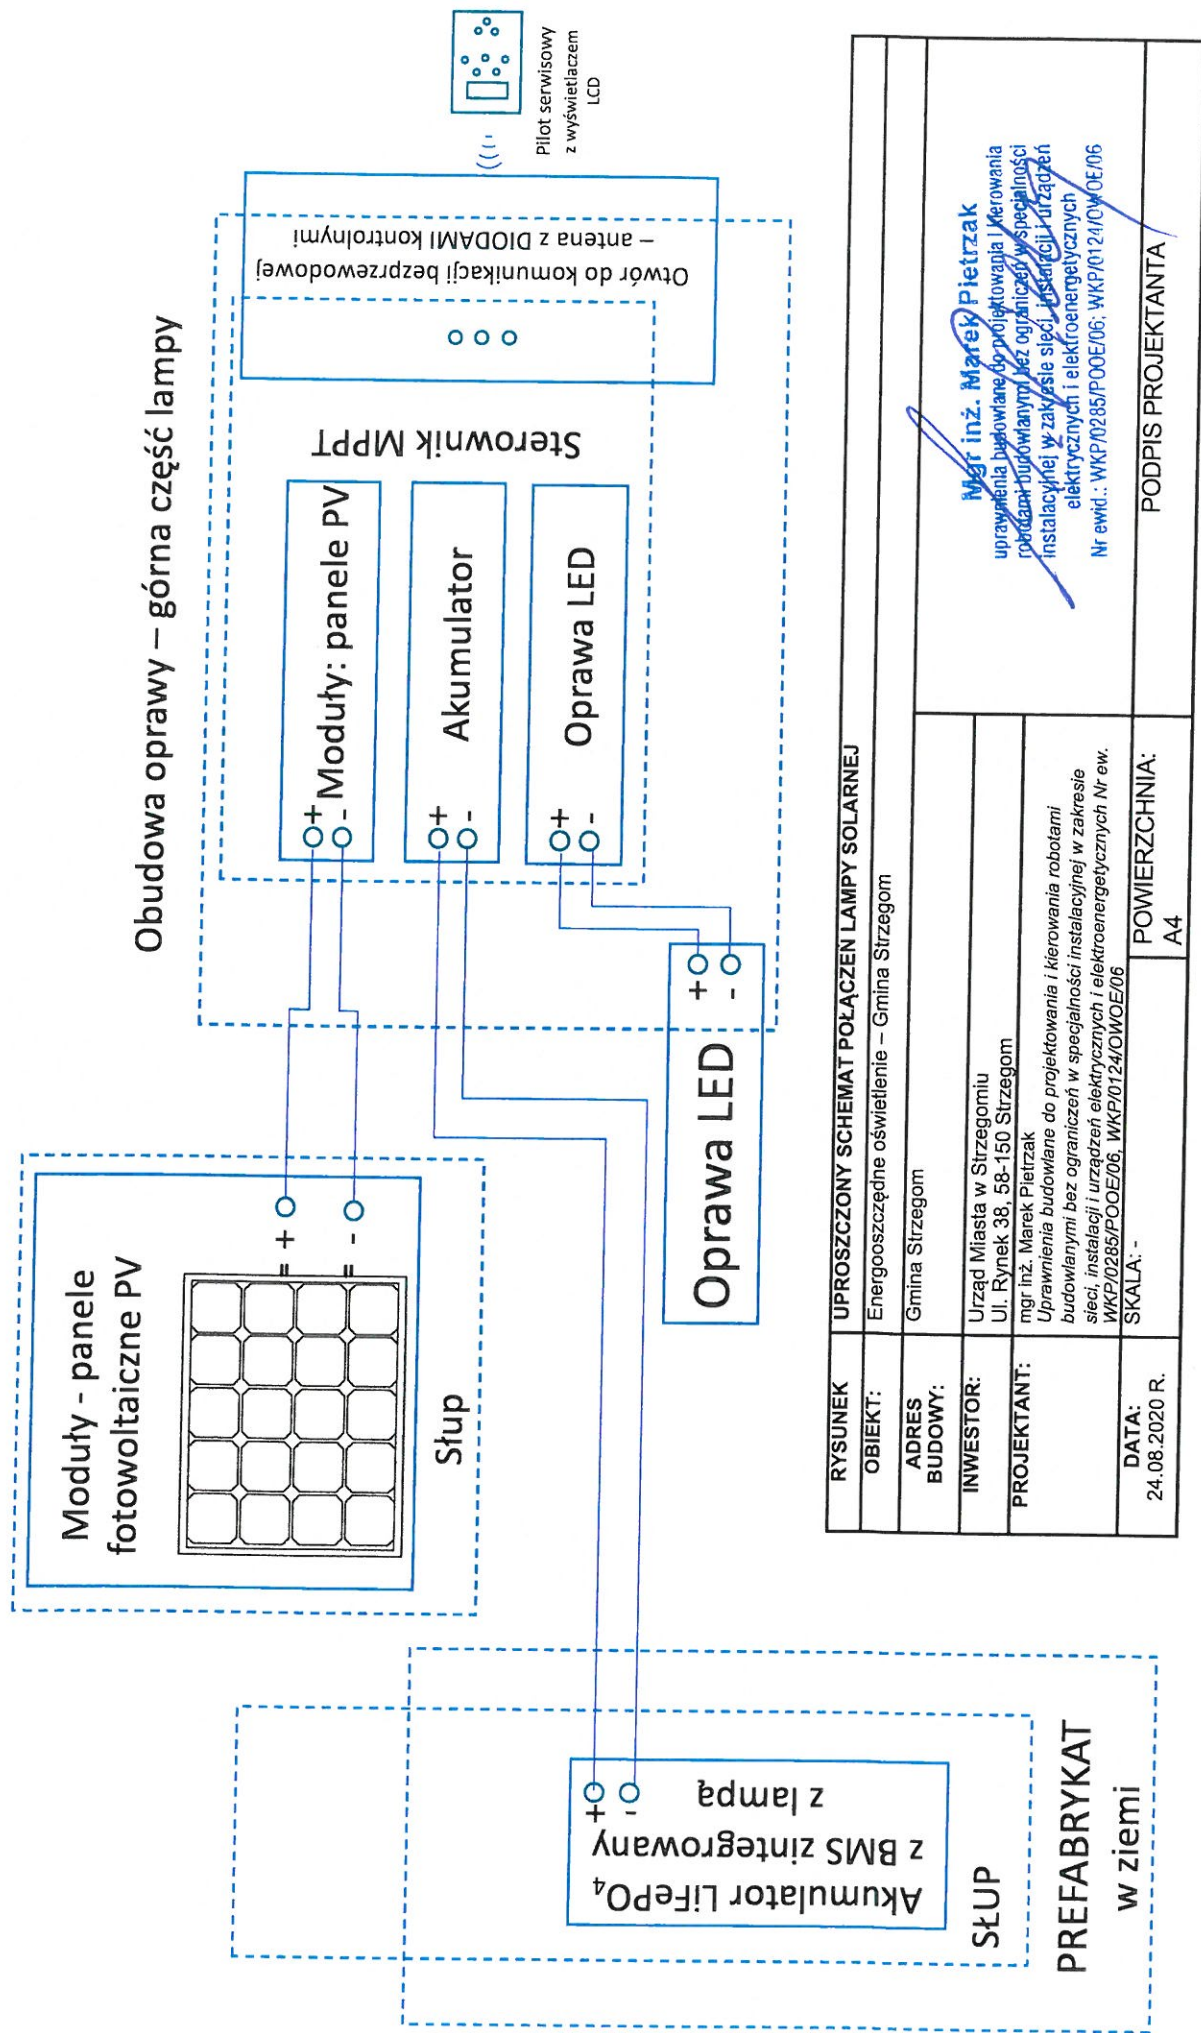 Obudowa oprawy – górna część lampy
Moduły - panele
fotowoltaiczne PV
+
-
Słup
+
-
Moduły: panele PV
+
-
Akumulator
+
-
Oprawa LED
Sterownik MPPT
Otwór do komunikacji bezprzewodowej
– antena z DIODAMI kontrolnymi
Pilot serwisowy
z wyświetlaczem
LCD
Oprawa LED
+
-
Akumulator LiFePO₄
z BMS zintegrowany
z lampą
+
-
SŁUP
PREFABRYKAT
w ziemi
RYSUNEK
UPROSZCZONY SCHEMAT POŁĄCZEŃ LAMPY SOLARNEJ
OBIEKT:
Energooszczędne oświetlenie – Gmina Strzegom
ADRES
BUDOWY:
Gmina Strzegom
INWESTOR:
Urząd Miasta w Strzegomiu
Ul. Rynek 38, 58-150 Strzegom
PROJEKTANT:
mgr inż. Marek Pietrzak
Uprawnienia budowlane do projektowania i kierowania robotami
budowlanymi bez ograniczeń w specjalności instalacyjnej w zakresie
sieci, instalacji i urządzeń elektrycznych i elektroenergetycznych Nr ew.
WKP/0285/POOE/06, WKP/0124/OWOE/06
Mgr inż. Marek Pietrzak
uprawnienia budowlane do projektowania i kierowania
robotami budowlanymi bez ograniczeń w specjalności
instalacyjnej w zakresie sieci, instalacji i urządzeń
elektrycznych i elektroenergetycznych
Nr ewid.: WKP/0285/POOE/06; WKP/0124/OWOE/06
DATA:
24.08.2020 R.
SKALA: -
POWIERZCHNIA:
A4
PODPIS PROJEKTANTA